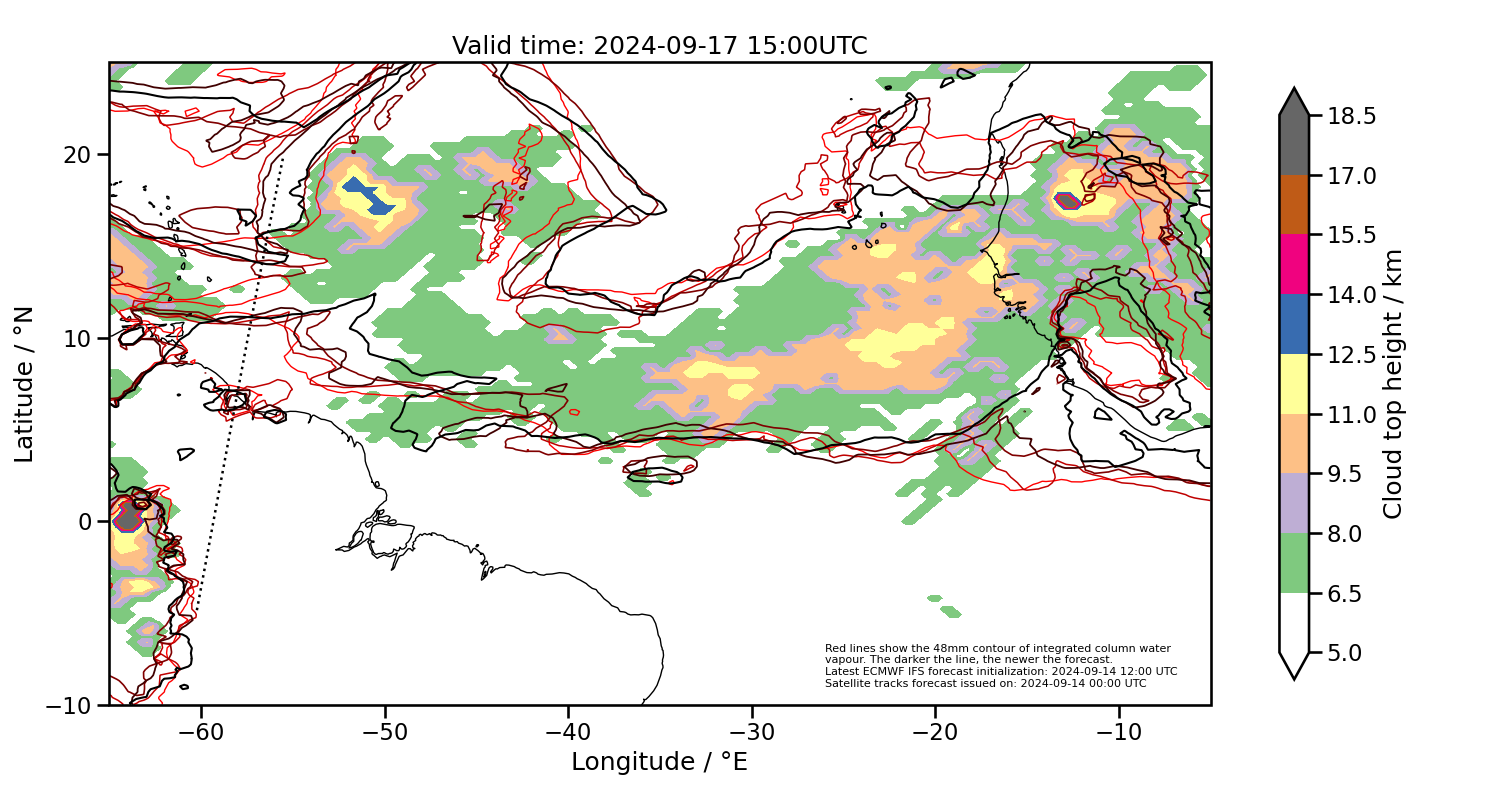 Valid time: 2024-09-17 15:00UTC
20
10
0
−10
Latitude / °N
−60
−50
−40
−30
−20
−10
Longitude / °E
Red lines show the 48mm contour of integrated column water
vapour. The darker the line, the newer the forecast.
Latest ECMWF IFS forecast initialization: 2024-09-14 12:00 UTC
Satellite tracks forecast issued on: 2024-09-14 00:00 UTC
18.5
17.0
15.5
14.0
12.5
11.0
9.5
8.0
6.5
5.0
Cloud top height / km